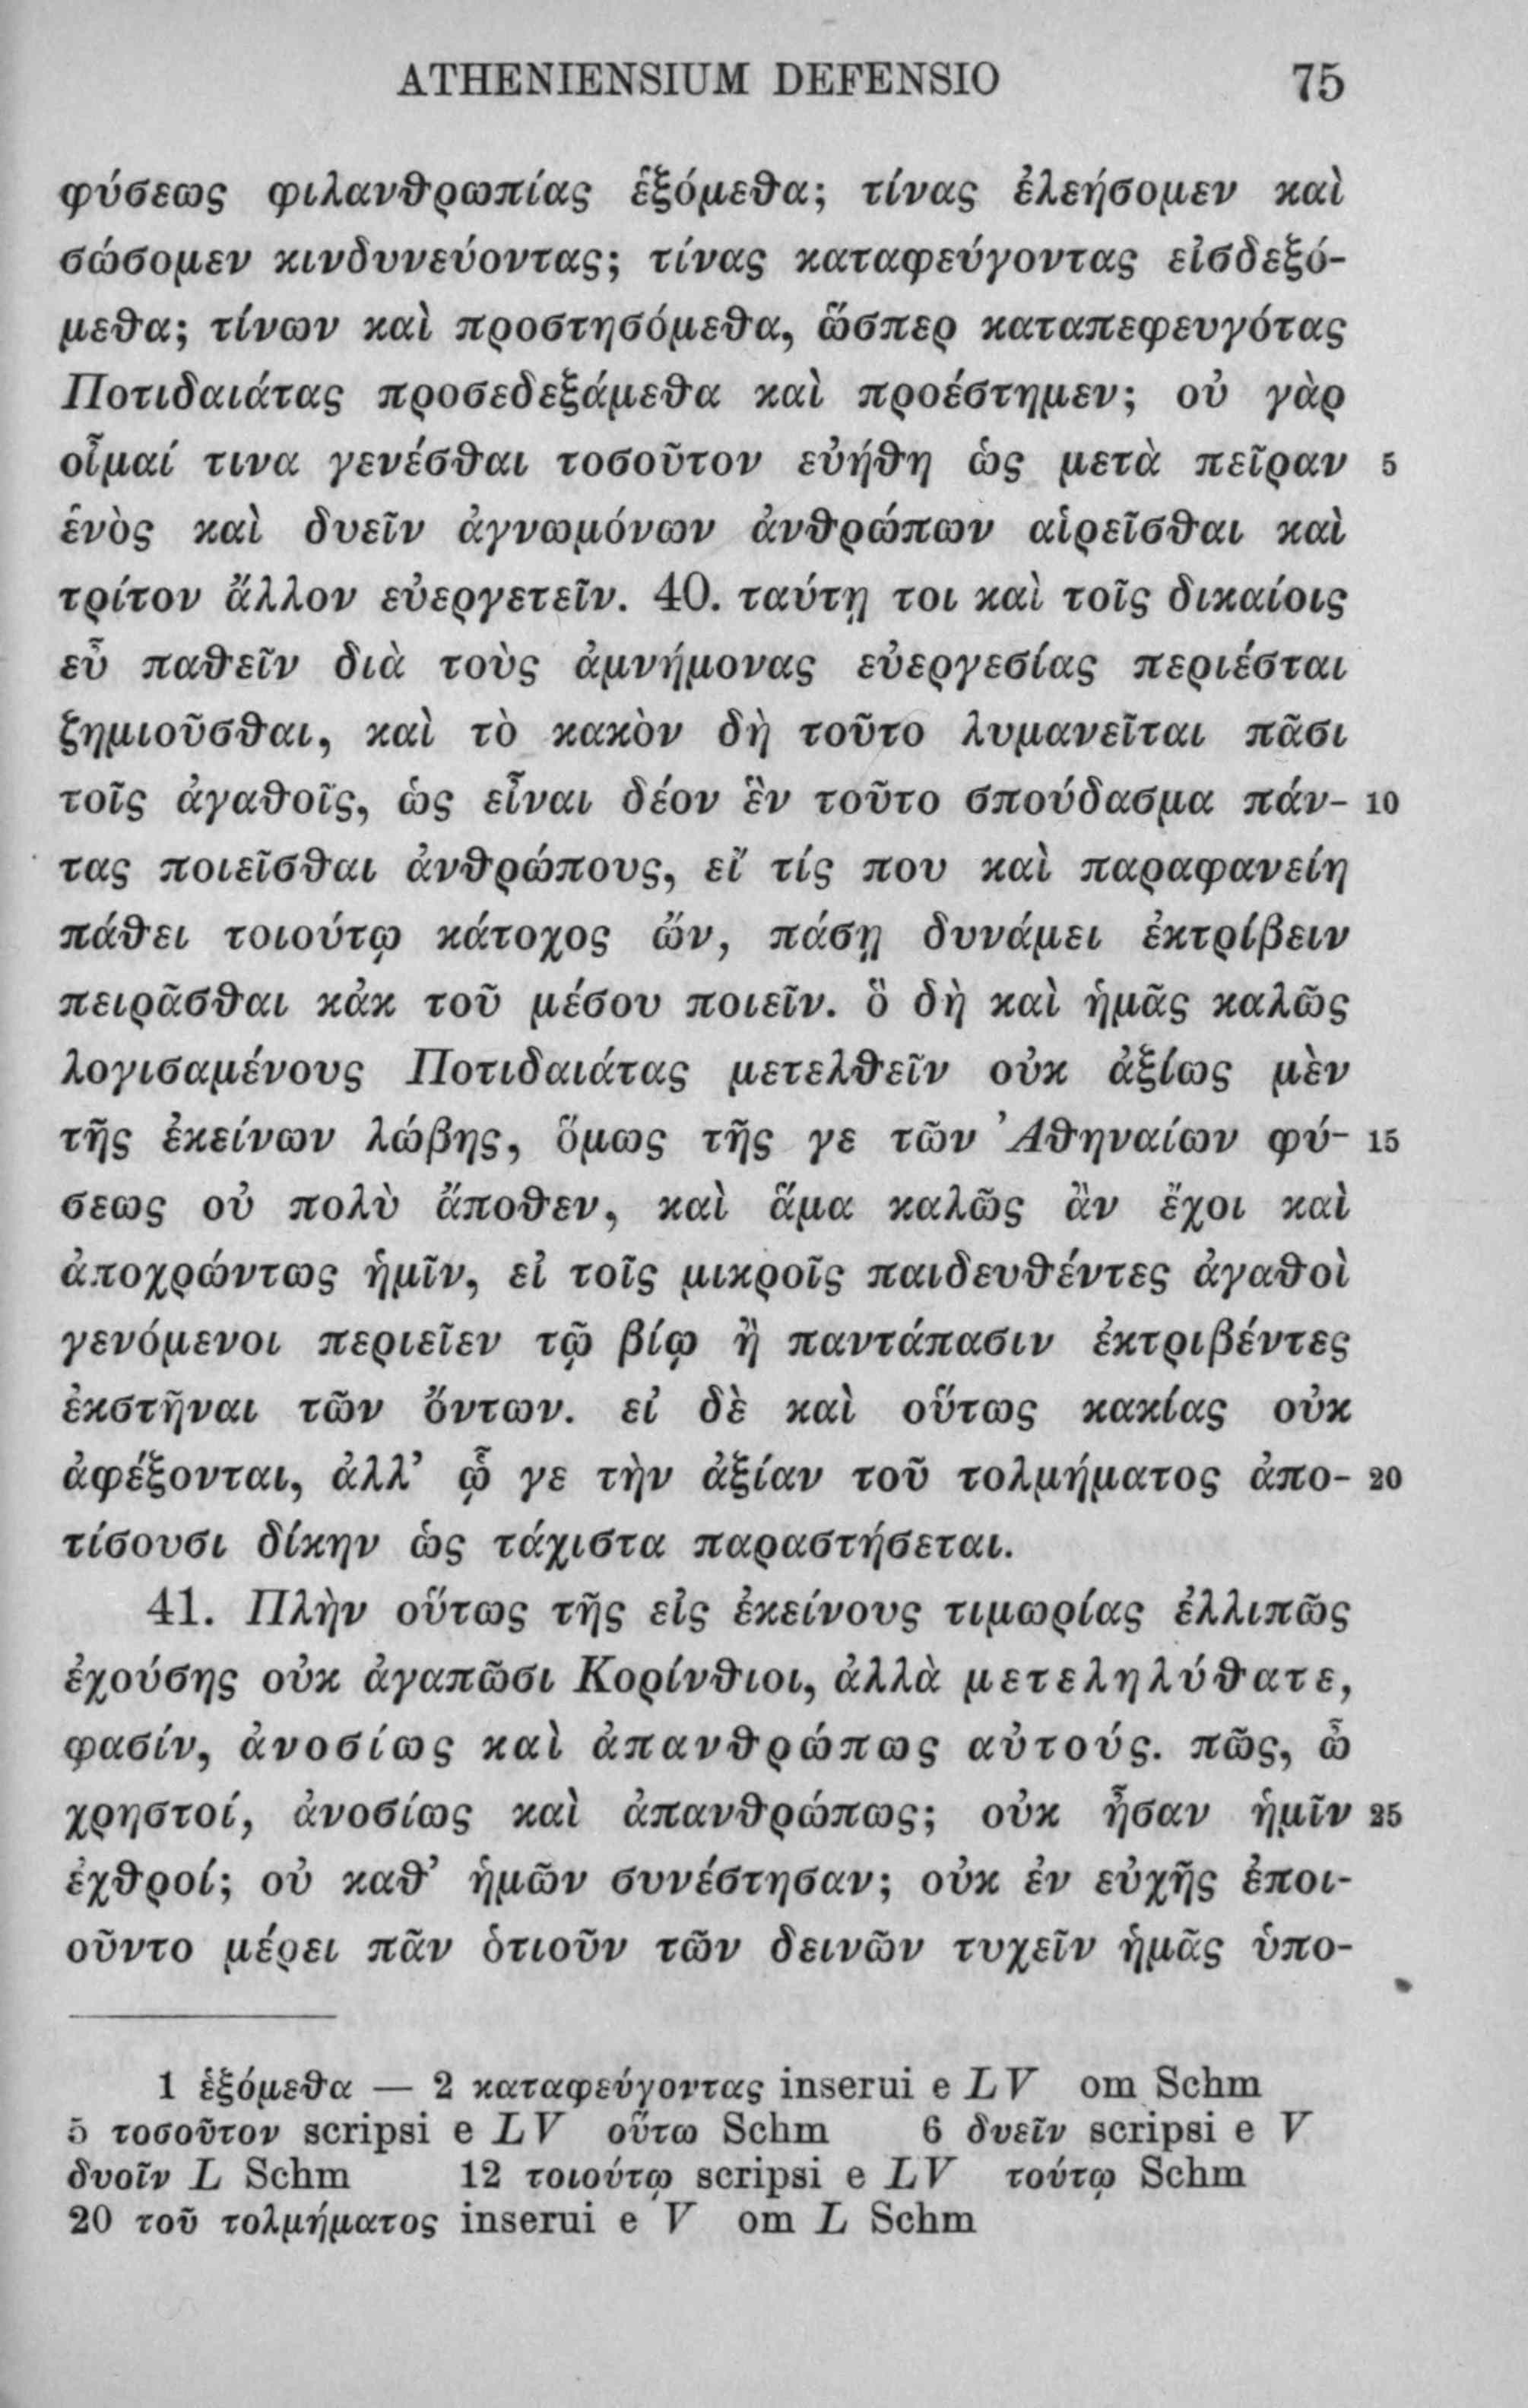 ATHENIENSIUM DEFENSIO 75
φύσεως φιλανθρωπίας ἑξόμεθα; τίνας ἐλεήσομεν καὶ
σώσομεν κινδυνεύοντας; τίνας καταφεύγοντας εἰσδεξό-
μεθα; τίνων καὶ προστησόμεθα, ὥσπερ καταπεφευγότας
Ποτιδαιάτας προσεδεξάμεθα καὶ προέστημεν; οὐ γὰρ
οἶμαί τινα γενέσθαι τοσοῦτον εὐήθη ὡς μετὰ πεῖραν 5
ἑνὸς καὶ δυεῖν ἀγνωμόνων ἀνθρώπων αἱρεῖσθαι καὶ
τρίτον ἄλλον εὐεργετεῖν. 40. ταύτῃ τοι καὶ τοῖς δικαίοις
εὖ παθεῖν διὰ τοὺς ἀμνήμονας εὐεργεσίας περιέσται
ζημιοῦσθαι, καὶ τὸ κακὸν δὴ τοῦτο λυμανεῖται πᾶσι
τοῖς ἀγαθοῖς, ὡς εἶναι δέον ἓν τοῦτο σπούδασμα πάν- 10
τας ποιεῖσθαι ἀνθρώπους, εἴ τίς που καὶ παραφανείη
πάθει τοιούτῳ κάτοχος ὤν, πάσῃ δυνάμει ἐκτρίβειν
πειρᾶσθαι κἀκ τοῦ μέσου ποιεῖν. ὃ δὴ καὶ ἡμᾶς καλῶς
λογισαμένους Ποτιδαιάτας μετελθεῖν οὐκ ἀξίως μὲν
τῆς ἐκείνων λώβης, ὅμως τῆς γε τῶν Ἀθηναίων φύ- 15
σεως οὐ πολὺ ἄποθεν, καὶ ἅμα καλῶς ἂν ἔχοι καὶ
ἀποχρώντως ἡμῖν, εἰ τοῖς μικροῖς παιδευθέντες ἀγαθοὶ
γενόμενοι περιεῖεν τῷ βίῳ ἢ παντάπασιν ἐκτριβέντες
ἐκστῆναι τῶν ὄντων. εἰ δὲ καὶ οὕτως κακίας οὐκ
ἀφέξονται, ἀλλ’ ᾧ γε τὴν ἀξίαν τοῦ τολμήματος ἀπο- 20
τίσουσι δίκην ὡς τάχιστα παραστήσεται.
41. Πλὴν οὕτως τῆς εἰς ἐκείνους τιμωρίας ἐλλιπῶς
ἐχούσης οὐκ ἀγαπῶσι Κορίνθιοι, ἀλλὰ μετεληλύθατε,
φασίν, ἀνοσίως καὶ ἀπανθρώπως αὐτούς. πῶς, ὦ
χρηστοί, ἀνοσίως καὶ ἀπανθρώπως; οὐκ ἦσαν ἡμῖν 25
ἐχθροί; οὐ καθ’ ἡμῶν συνέστησαν; οὐκ ἐν εὐχῆς ἐποι-
οῦντο μέρει πᾶν ὁτιοῦν τῶν δεινῶν τυχεῖν ἡμᾶς ὑπο-
1 ἑξόμεθα — 2 καταφεύγοντας inserui e LV om Schm
5 τοσοῦτον scripsi e LV οὕτω Schm 6 δυεῖν scripsi e V
δυοῖν L Schm 12 τοιούτῳ scripsi e LV τούτῳ Schm
20 τοῦ τολμήματος inserui e V om L Schm